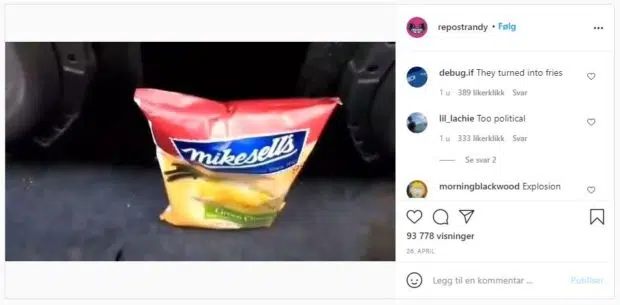 repostrandy • Følg
...
debug.if They turned into fries
1 u 389 likerklikk Svar
lil_lachie Too political
1 u 333 likerklikk Svar
Se svar 2
morningblackwood Explosion
93 778 visninger
26. APRIL
Legg til en kommentar ...
Publiser
mikesell's
Since